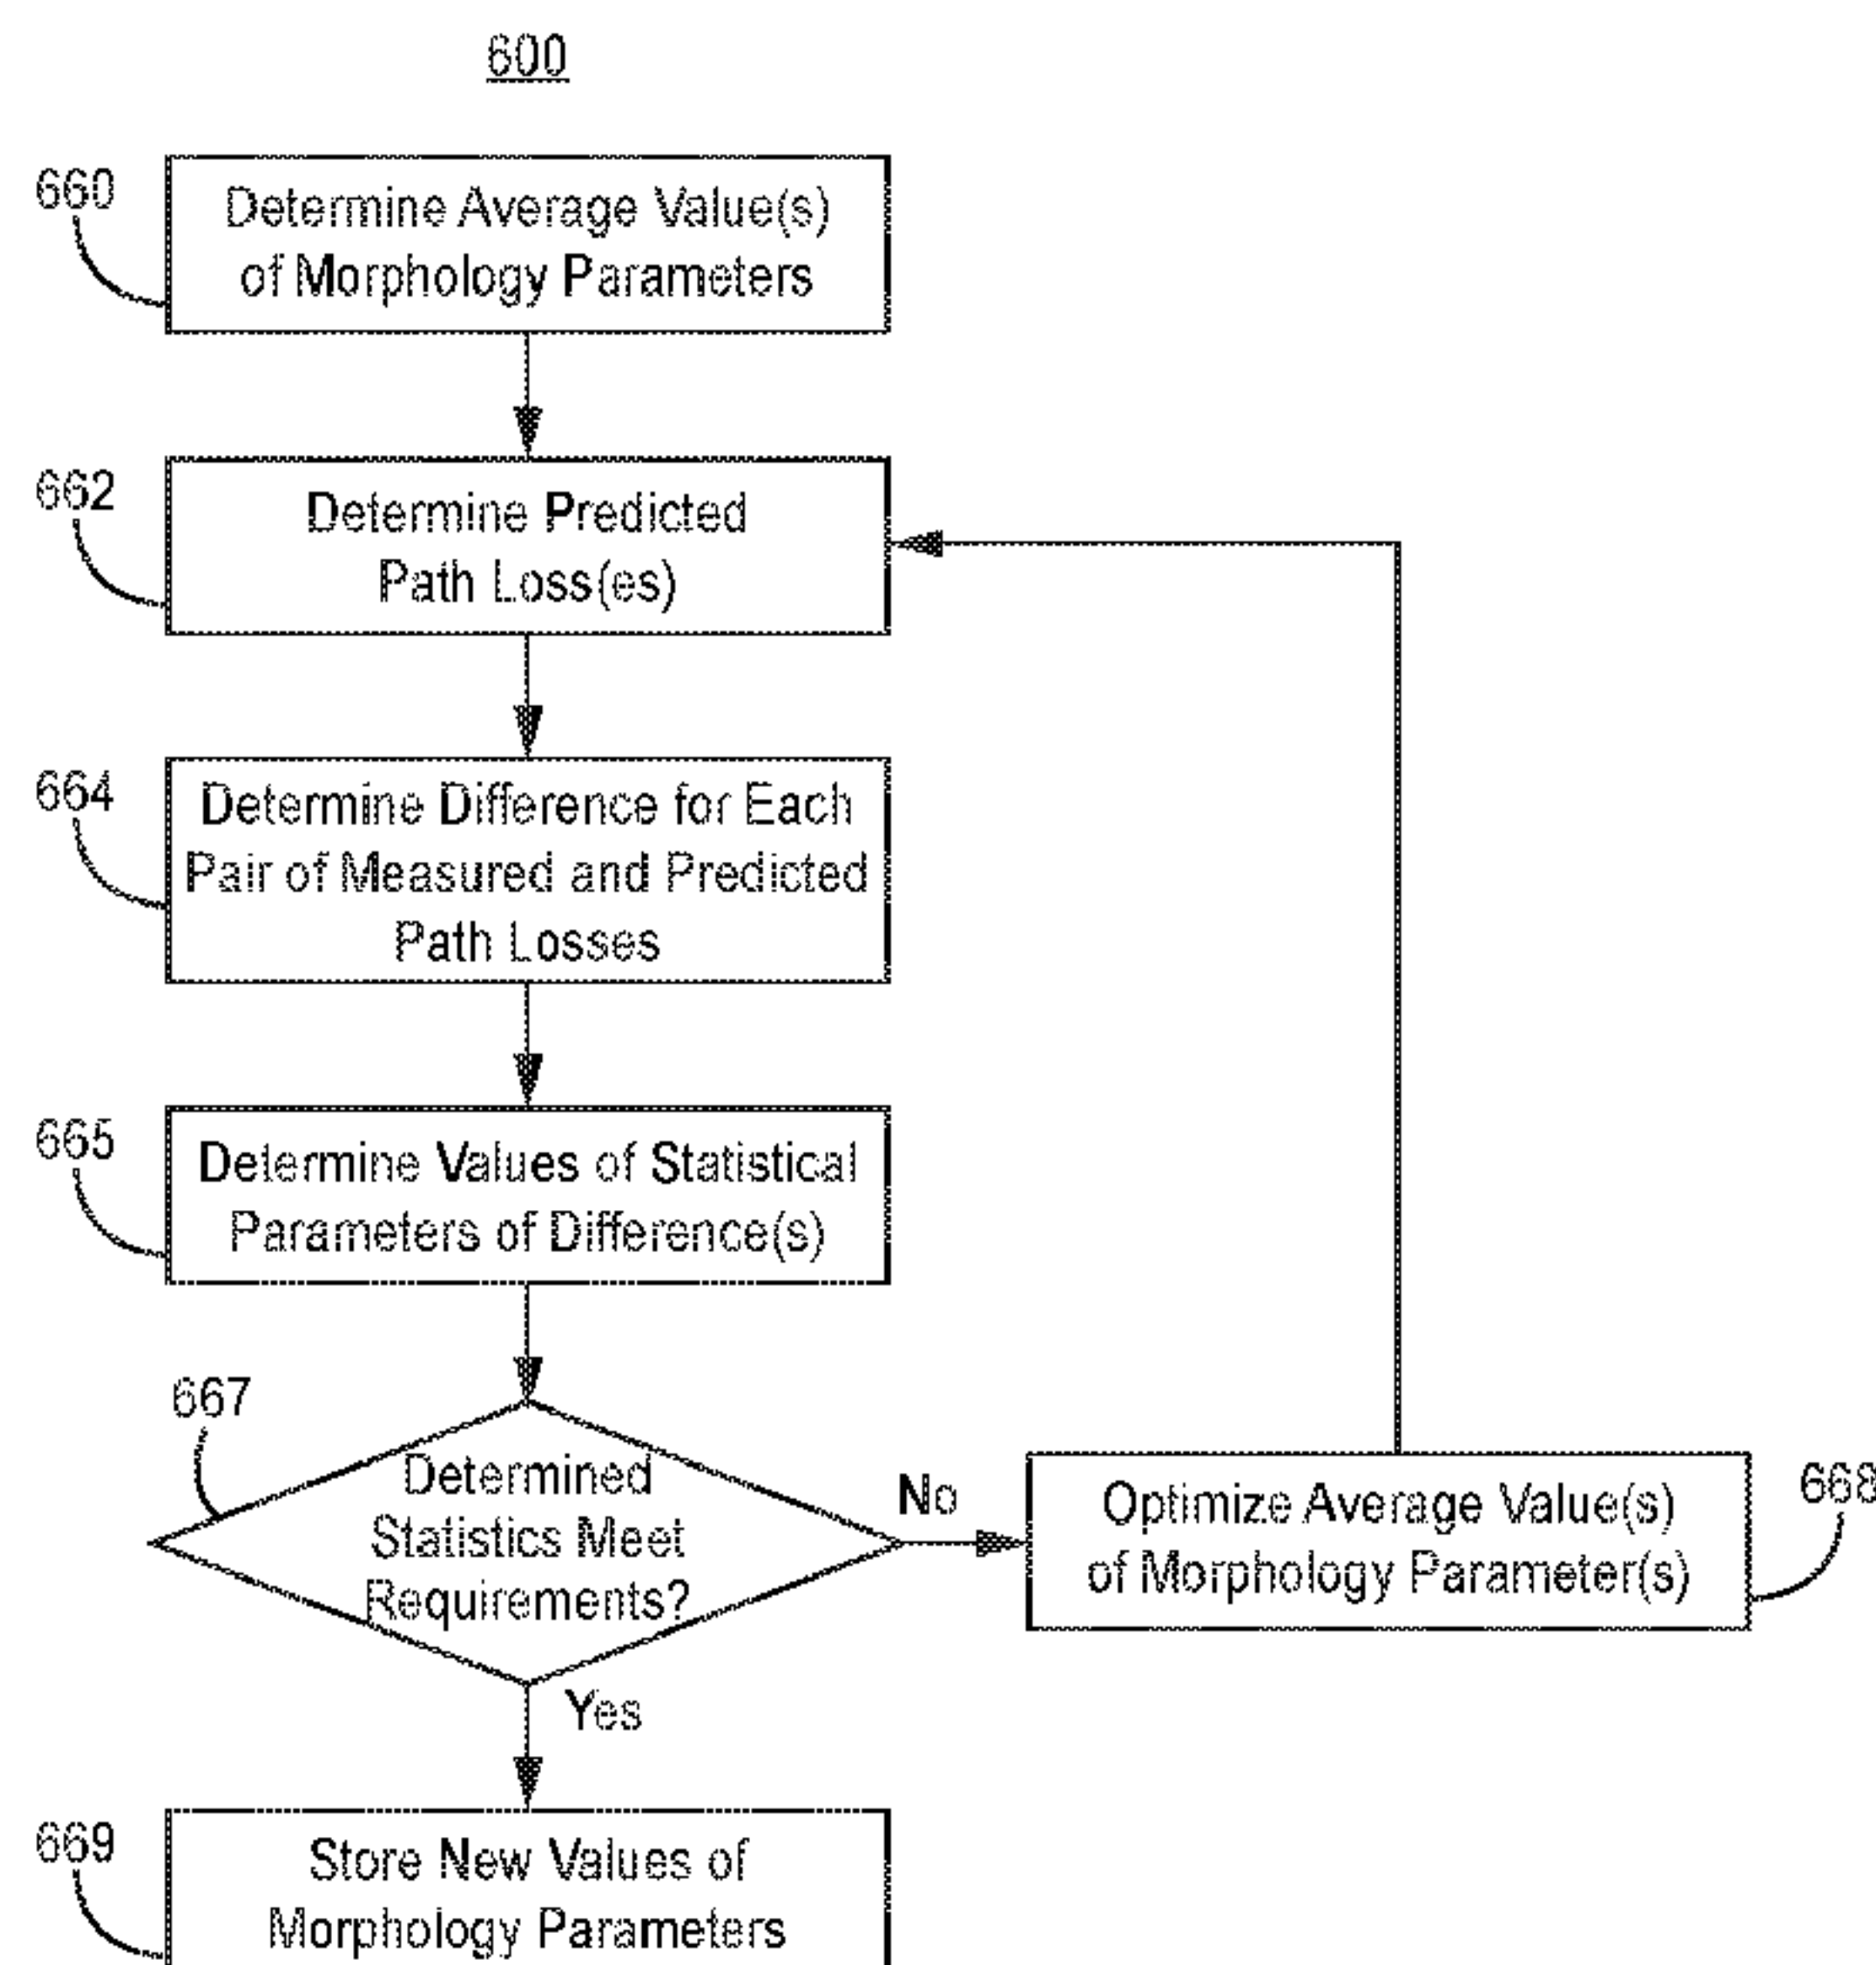 600
660
Determine Average Value(s)
of Morphology Parameters
662
Determine Predicted
Path Loss(es)
664
Determine Difference for Each
Pair of Measured and Predicted
Path Losses
665
Determine Values of Statistical
Parameters of Difference(s)
667
Determined
Statistics Meet
Requirements?
No
Optimize Average Value(s)
of Morphology Parameter(s)
668
Yes
669
Store New Values of
Morphology Parameters